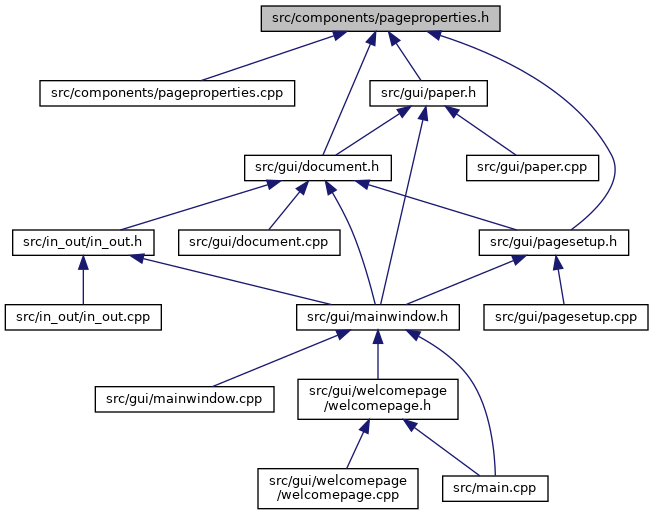 src/components/pageproperties.h
src/components/pageproperties.cpp
src/gui/paper.h
src/gui/document.h
src/gui/paper.cpp
src/in_out/in_out.h
src/gui/document.cpp
src/gui/pagesetup.h
src/in_out/in_out.cpp
src/gui/mainwindow.h
src/gui/pagesetup.cpp
src/gui/mainwindow.cpp
src/gui/welcomepage
/welcomepage.h
src/gui/welcomepage
/welcomepage.cpp
src/main.cpp